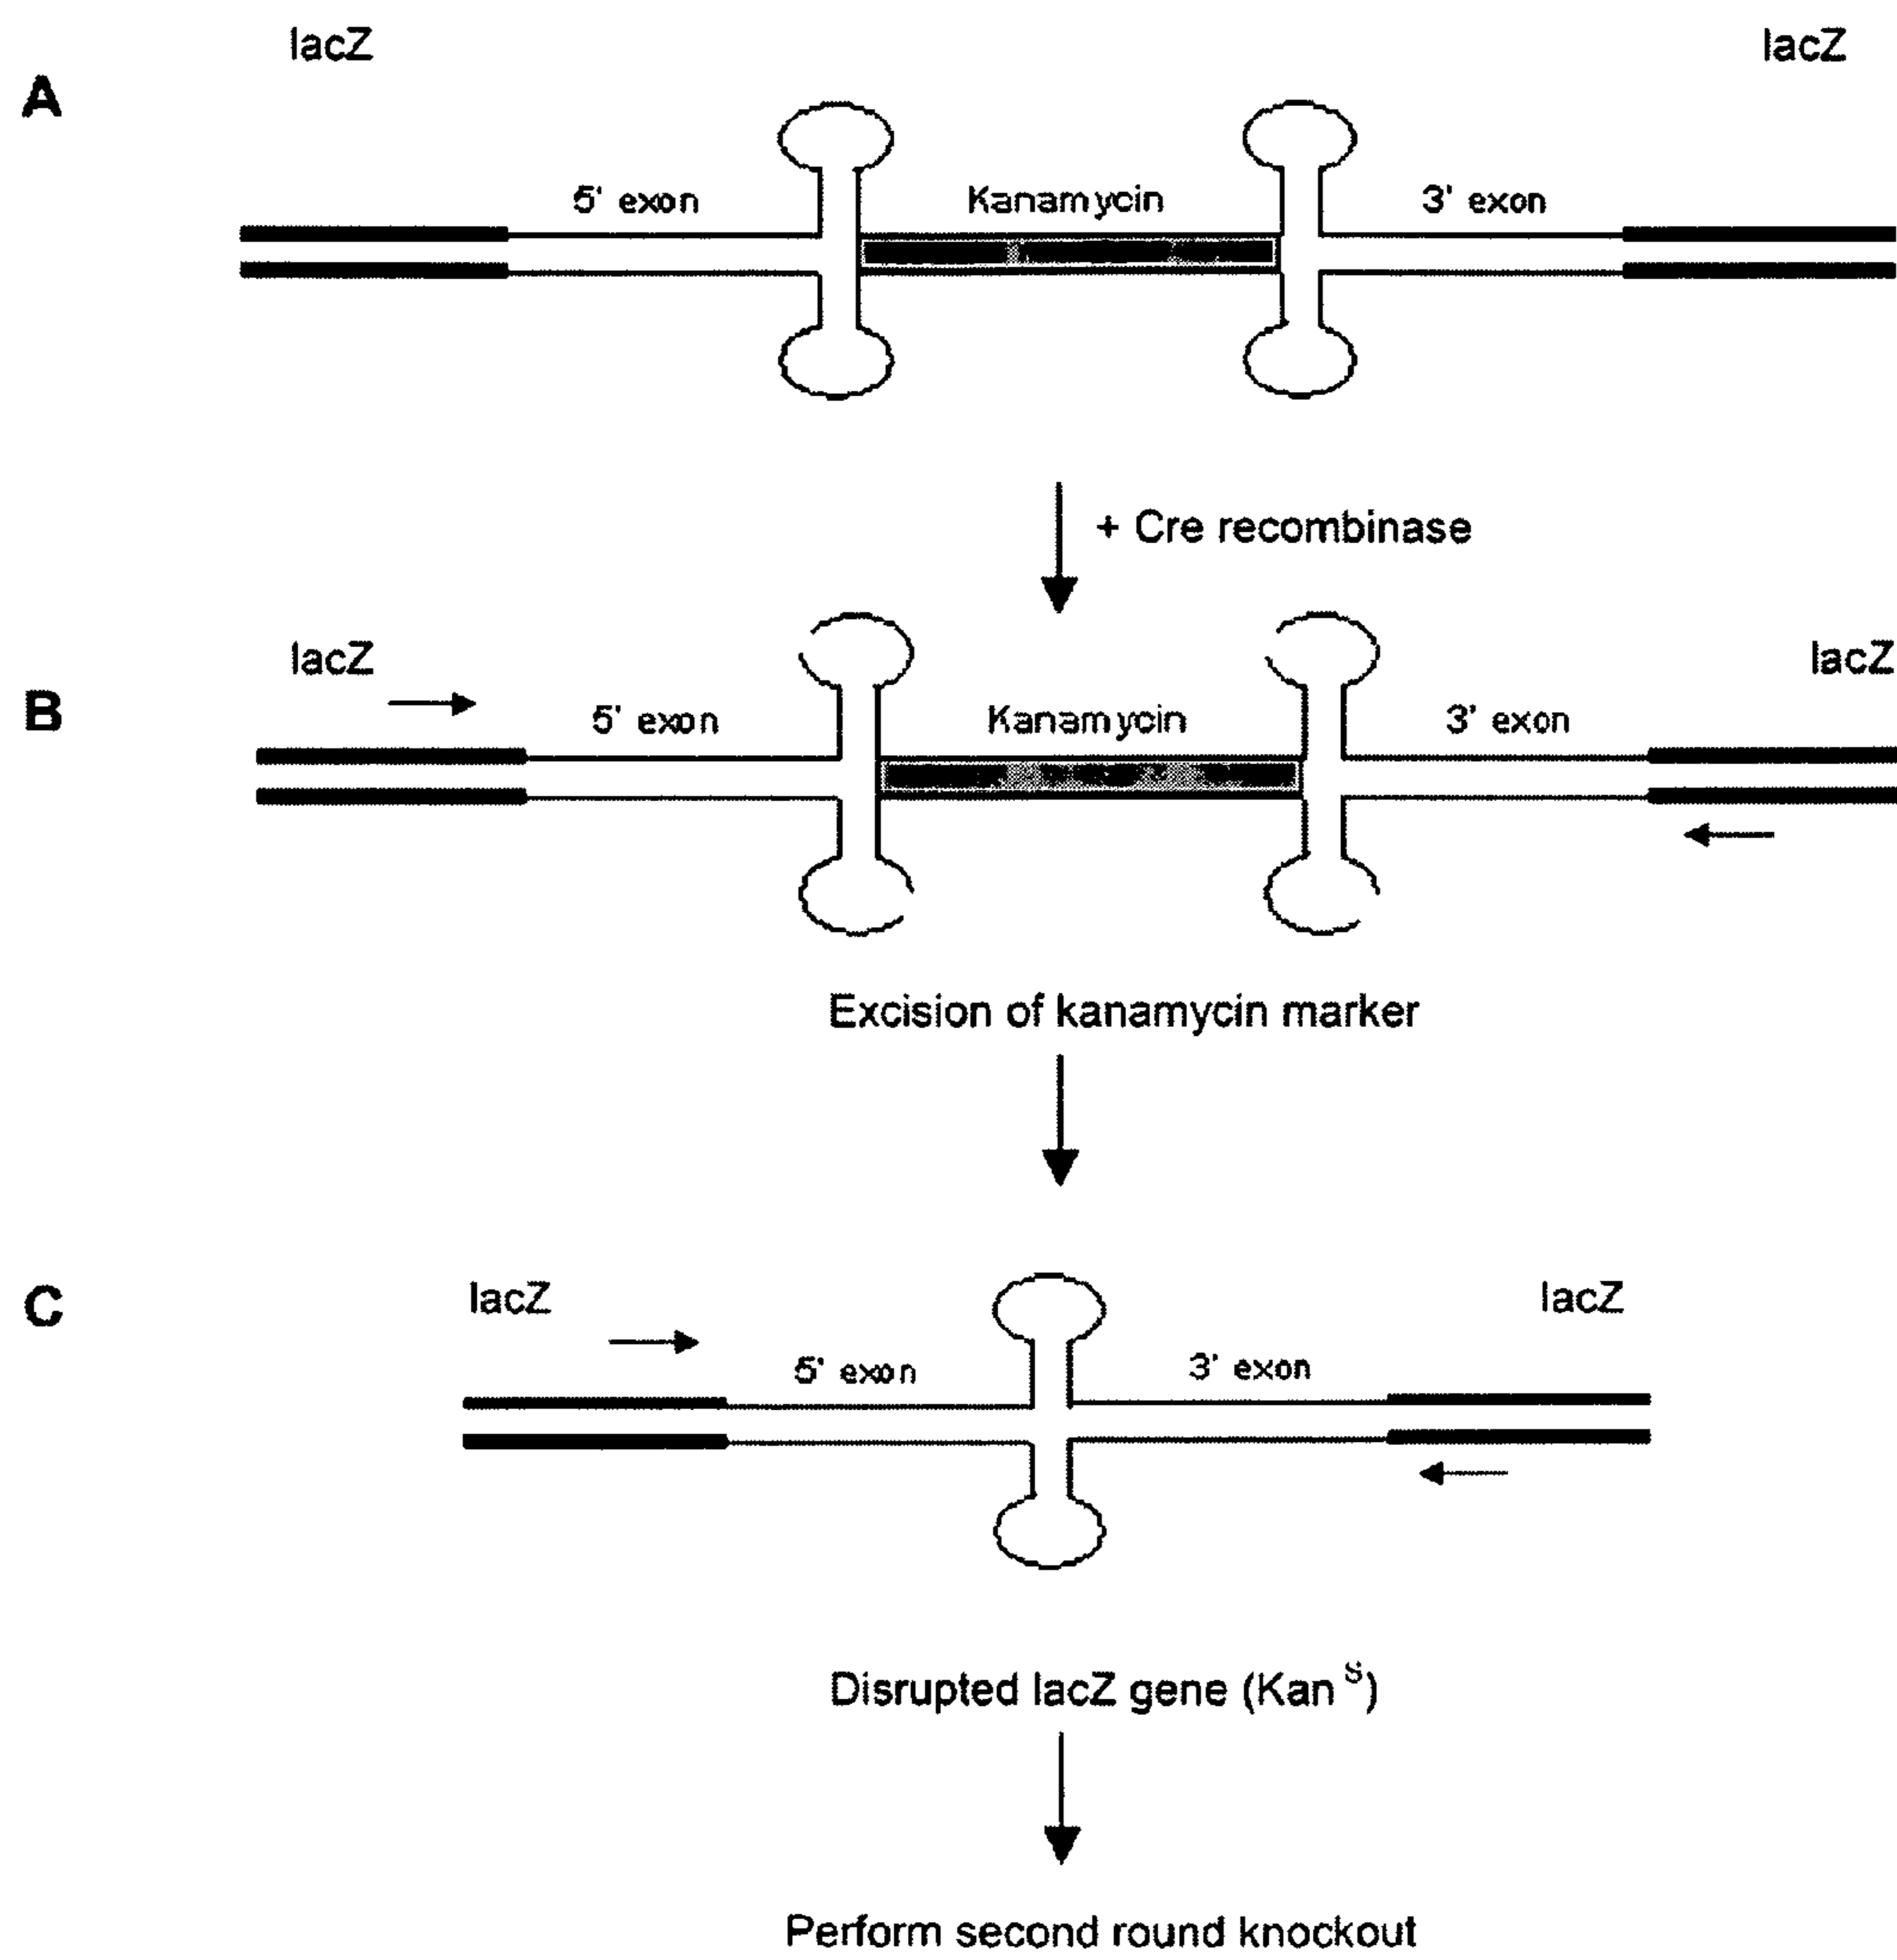 lacZ lacZ
A
5' exon Kanamycin 3' exon
+ Cre recombinase
lacZ lacZ
B
5' exon Kanamycin 3' exon
Excision of kanamycin marker
lacZ lacZ
C
5' exon 3' exon
Disrupted lacZ gene (Kan S)
Perform second round knockout